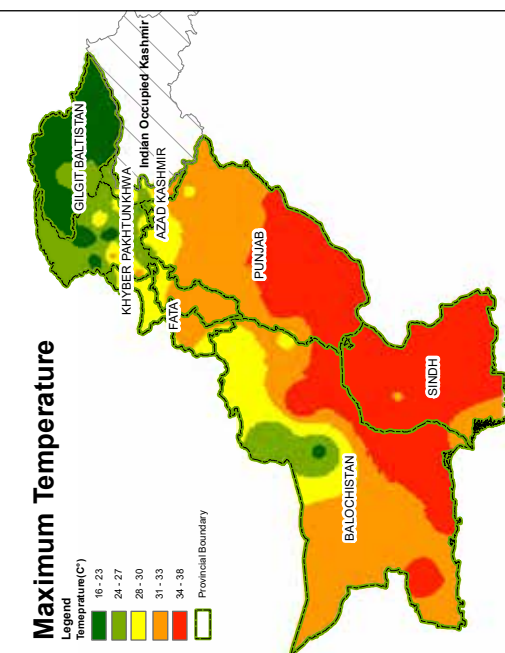 Maximum Temperature
Legend
Temeprature(C°)
16 - 23
24 - 27
28 - 30
31 - 33
34 - 38
Provincial Boundary
GILGIT BALTISTAN
Indian Occupied Kashmir
KHYBER PAKHTUNKHWA
AZAD KASHMIR
FATA
PUNJAB
BALOCHISTAN
SINDH